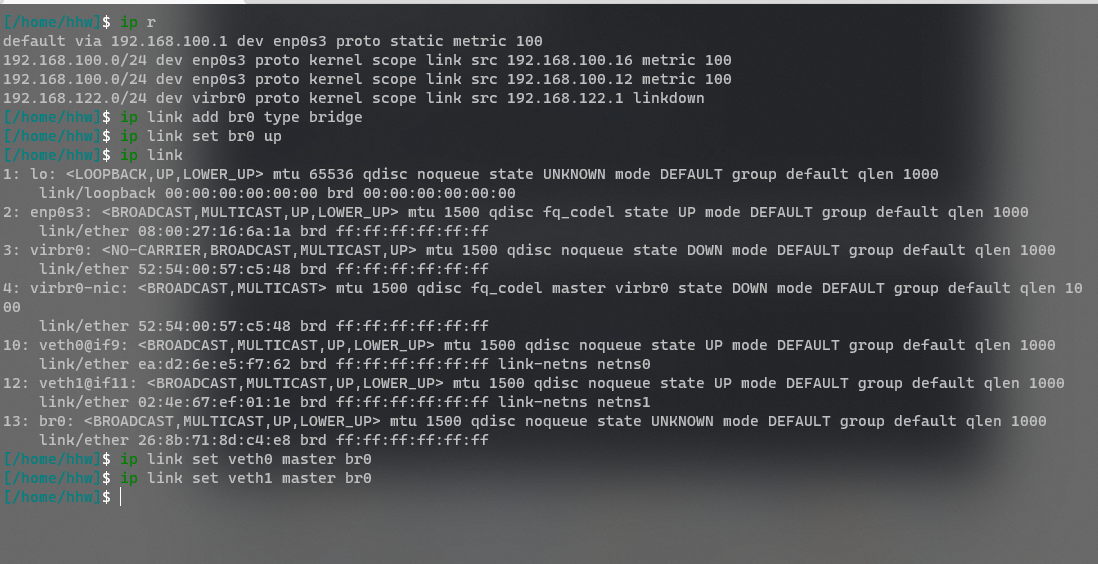 [/home/hhw]$ ip r
default via 192.168.100.1 dev enp0s3 proto static metric 100
192.168.100.0/24 dev enp0s3 proto kernel scope link src 192.168.100.16 metric 100
192.168.100.0/24 dev enp0s3 proto kernel scope link src 192.168.100.12 metric 100
192.168.122.0/24 dev virbr0 proto kernel scope link src 192.168.122.1 linkdown
[/home/hhw]$ ip link add br0 type bridge
[/home/hhw]$ ip link set br0 up
[/home/hhw]$ ip link
1: lo: <LOOPBACK,UP,LOWER_UP> mtu 65536 qdisc noqueue state UNKNOWN mode DEFAULT group default qlen 1000
    link/loopback 00:00:00:00:00:00 brd 00:00:00:00:00:00
2: enp0s3: <BROADCAST,MULTICAST,UP,LOWER_UP> mtu 1500 qdisc fq_codel state UP mode DEFAULT group default qlen 1000
    link/ether 08:00:27:16:6a:1a brd ff:ff:ff:ff:ff:ff
3: virbr0: <NO-CARRIER,BROADCAST,MULTICAST,UP> mtu 1500 qdisc noqueue state DOWN mode DEFAULT group default qlen 1000
    link/ether 52:54:00:57:c5:48 brd ff:ff:ff:ff:ff:ff
4: virbr0-nic: <BROADCAST,MULTICAST> mtu 1500 qdisc fq_codel master virbr0 state DOWN mode DEFAULT group default qlen 10
00
    link/ether 52:54:00:57:c5:48 brd ff:ff:ff:ff:ff:ff
10: veth0@if9: <BROADCAST,MULTICAST,UP,LOWER_UP> mtu 1500 qdisc noqueue state UP mode DEFAULT group default qlen 1000
    link/ether ea:d2:6e:e5:f7:62 brd ff:ff:ff:ff:ff:ff link-netns netns0
12: veth1@if11: <BROADCAST,MULTICAST,UP,LOWER_UP> mtu 1500 qdisc noqueue state UP mode DEFAULT group default qlen 1000
    link/ether 02:4e:67:ef:01:1e brd ff:ff:ff:ff:ff:ff link-netns netns1
13: br0: <BROADCAST,MULTICAST,UP,LOWER_UP> mtu 1500 qdisc noqueue state UNKNOWN mode DEFAULT group default qlen 1000
    link/ether 26:8b:71:8d:c4:e8 brd ff:ff:ff:ff:ff:ff
[/home/hhw]$ ip link set veth0 master br0
[/home/hhw]$ ip link set veth1 master br0
[/home/hhw]$